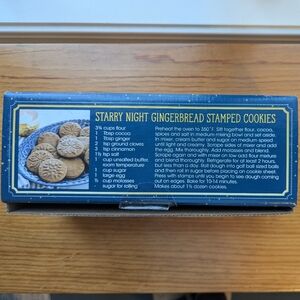 STARRY NIGHT GINGERBREAD STAMPED COOKIES
3¾ cups flour
1 Tbsp cocoa
1 Tbsp ginger
2 tsp ground cloves
2 tsp cinnamon
1½ tsp salt
1 cup unsalted butter,
room temperature
1 cup sugar
1 large egg
½ cup molasses
- sugar for rolling
Preheat the oven to 350°. Sift together flour, cocoa,
spices and salt in medium mixing bowl and set aside.
In mixer, cream butter and sugar on medium speed
until light and creamy. Scrape sides of mixer and add
the egg. Mix thoroughly. Add molasses and blend.
Scrape again and with mixer on low add flour mixture
and blend thoroughly. Refrigerate for at least 2 hours,
but less than a day. Roll dough into golf ball sized balls
and then roll in sugar before placing on cookie sheet.
Press with stamps until you begin to see dough coming
out on edges. Bake for 10-14 minutes.
Makes about 1½ dozen cookies.